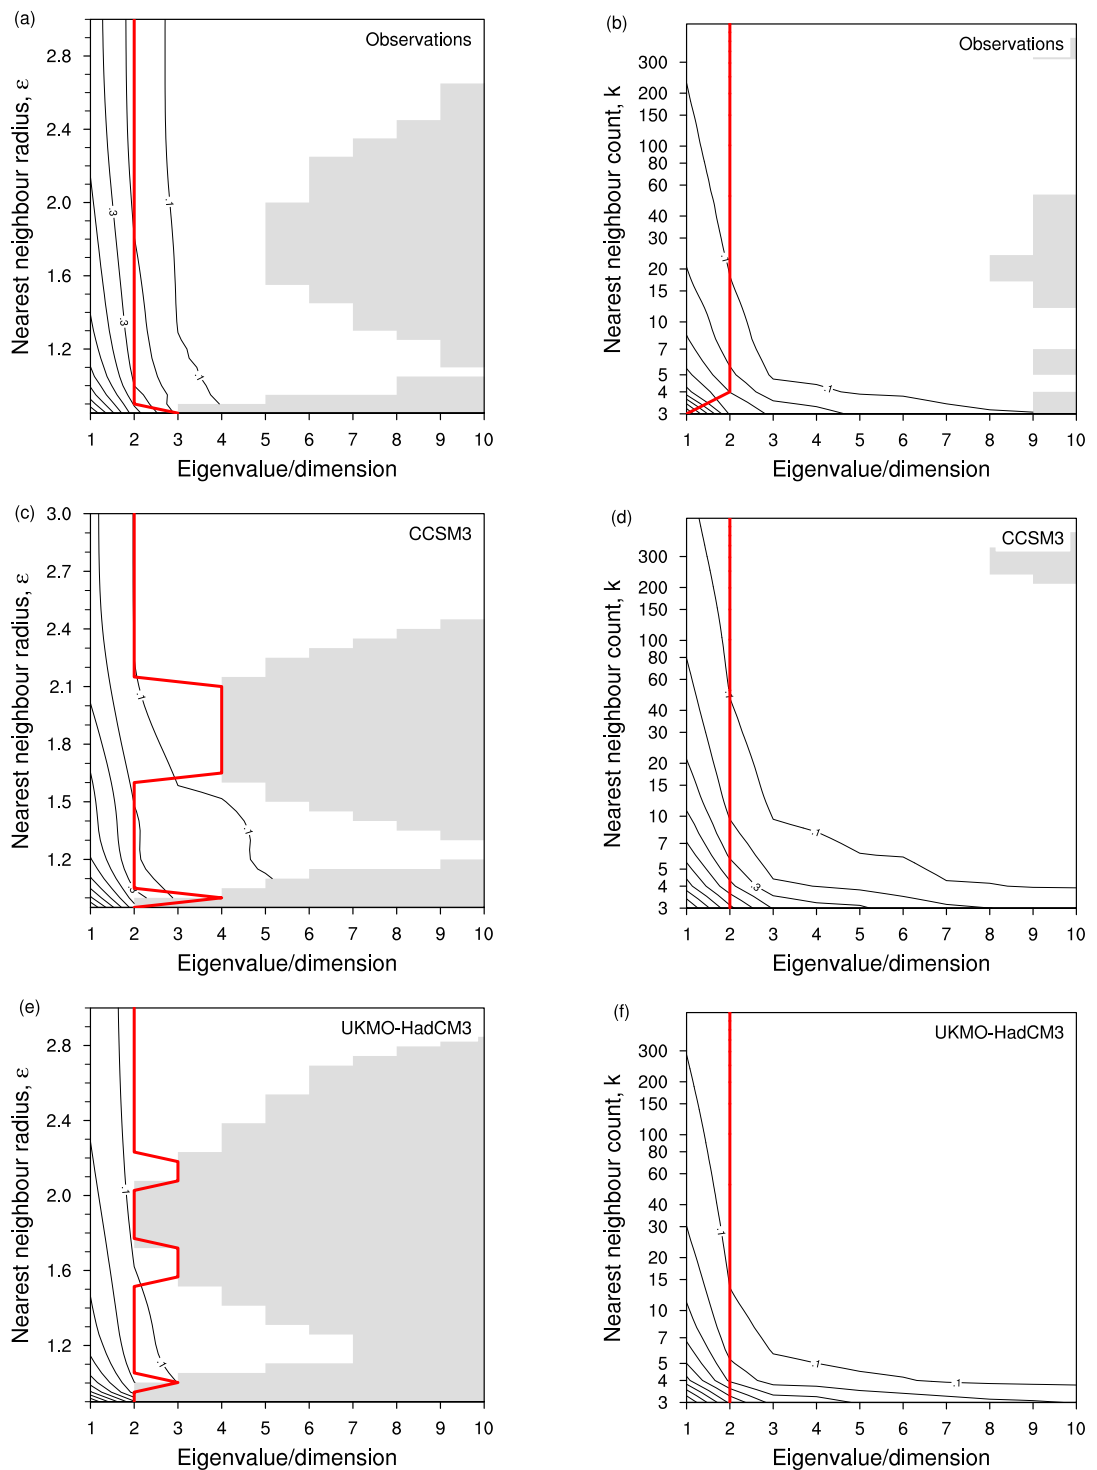 (a)
Observations
Nearest neighbour radius, ε
2.8
2.4
2.0
1.6
1.2
.3
.3
.1
.1
1 2 3 4 5 6 7 8 9 10
Eigenvalue/dimension
(b)
Observations
Nearest neighbour count, k
300
200
150
100
80
60
40
30
20
15
10
7
5
4
3
.1
.1
1 2 3 4 5 6 7 8 9 10
Eigenvalue/dimension
(c)
CCSM3
Nearest neighbour radius, ε
3.0
2.7
2.4
2.1
1.8
1.5
1.2
.1
.1
.3
1 2 3 4 5 6 7 8 9 10
Eigenvalue/dimension
(d)
CCSM3
Nearest neighbour count, k
300
200
150
100
80
60
40
30
20
15
10
7
5
4
3
.1
.1
.3
1 2 3 4 5 6 7 8 9 10
Eigenvalue/dimension
(e)
UKMO-HadCM3
Nearest neighbour radius, ε
2.8
2.4
2.0
1.6
1.2
.1
.1
1 2 3 4 5 6 7 8 9 10
Eigenvalue/dimension
(f)
UKMO-HadCM3
Nearest neighbour count, k
300
200
150
100
80
60
40
30
20
15
10
7
5
4
3
.1
.1
.1
1 2 3 4 5 6 7 8 9 10
Eigenvalue/dimension